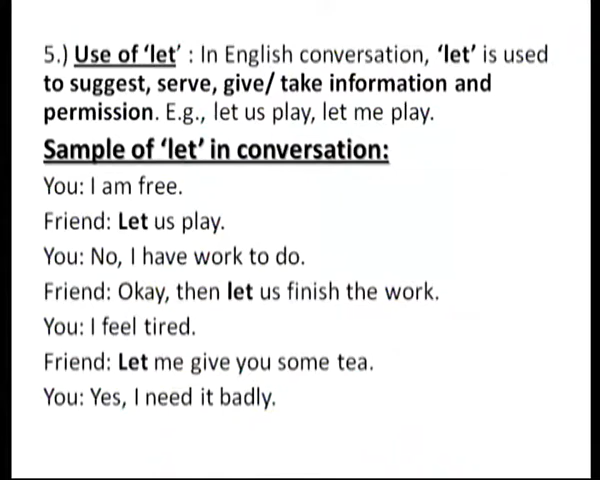 5.) Use of ‘let’ : In English conversation, ‘let’ is used
to suggest, serve, give/ take information and
permission. E.g., let us play, let me play.
Sample of ‘let’ in conversation:
You: I am free.
Friend: Let us play.
You: No, I have work to do.
Friend: Okay, then let us finish the work.
You: I feel tired.
Friend: Let me give you some tea.
You: Yes, I need it badly.